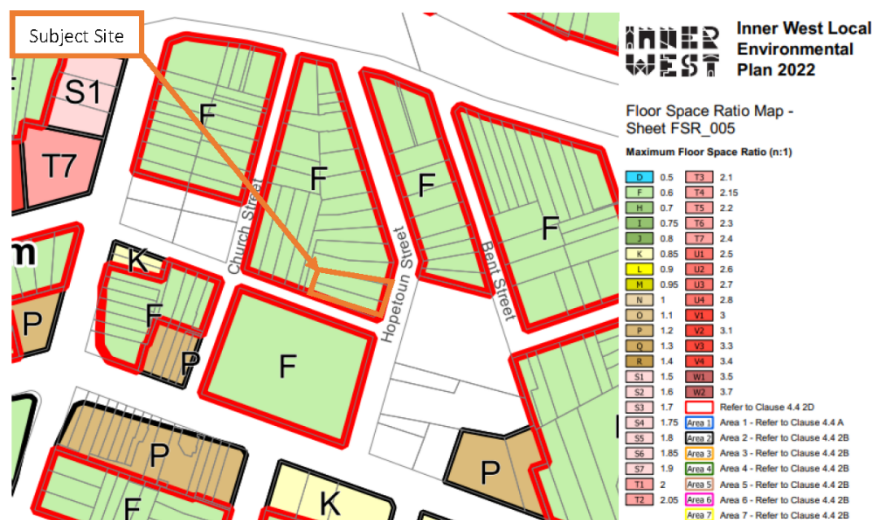 Subject Site
INNER
WEST
Inner West Local
Environmental
Plan 2022
Floor Space Ratio Map -
Sheet FSR_005
Maximum Floor Space Ratio (n:1)
D 0.5 T3 2.1
F 0.6 T4 2.15
H 0.7 T5 2.2
I 0.75 T6 2.3
J 0.8 T7 2.4
K 0.85 U1 2.5
L 0.9 U2 2.6
M 0.95 U3 2.7
N 1 U4 2.8
O 1.1 V1 3
P 1.2 V2 3.1
Q 1.3 V3 3.3
R 1.4 V4 3.4
S1 1.5 W1 3.5
S2 1.6 W2 3.7
S3 1.7 Refer to Clause 4.4 2D
S4 1.75 Area 1 Area 1 - Refer to Clause 4.4 A
S5 1.8 Area 2 Area 2 - Refer to Clause 4.4 2B
S6 1.85 Area 3 Area 3 - Refer to Clause 4.4 2B
S7 1.9 Area 4 Area 4 - Refer to Clause 4.4 2B
T1 2 Area 5 Area 5 - Refer to Clause 4.4 2B
T2 2.05 Area 6 Area 6 - Refer to Clause 4.4 2B
Area 7 Area 7 - Refer to Clause 4.4 2B
F
S1
T7
F
F
F
F
Church Street
Hopetoun Street
Bent Street
m
K
P
F
P
F
P
P
K
F